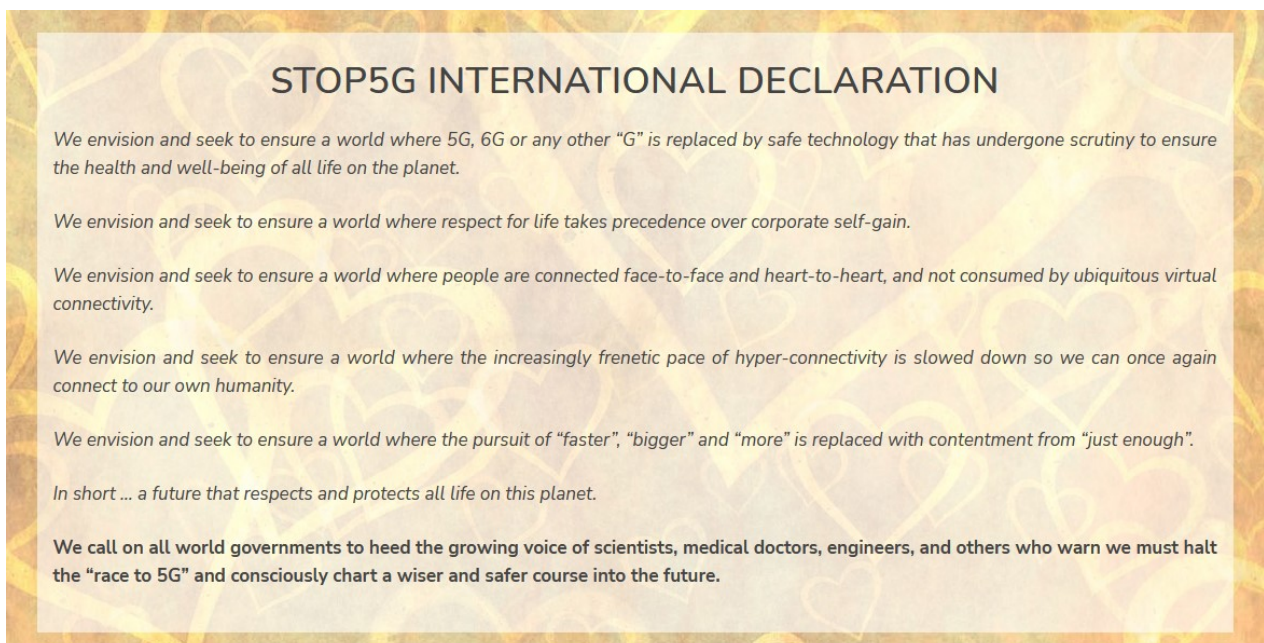 STOP5G INTERNATIONAL DECLARATION
We envision and seek to ensure a world where 5G, 6G or any other “G” is replaced by safe technology that has undergone scrutiny to ensure
the health and well-being of all life on the planet.
We envision and seek to ensure a world where respect for life takes precedence over corporate self-gain.
We envision and seek to ensure a world where people are connected face-to-face and heart-to-heart, and not consumed by ubiquitous virtual
connectivity.
We envision and seek to ensure a world where the increasingly frenetic pace of hyper-connectivity is slowed down so we can once again
connect to our own humanity.
We envision and seek to ensure a world where the pursuit of “faster”, “bigger” and “more” is replaced with contentment from “just enough”.
In short ... a future that respects and protects all life on this planet.
We call on all world governments to heed the growing voice of scientists, medical doctors, engineers, and others who warn we must halt
the “race to 5G” and consciously chart a wiser and safer course into the future.